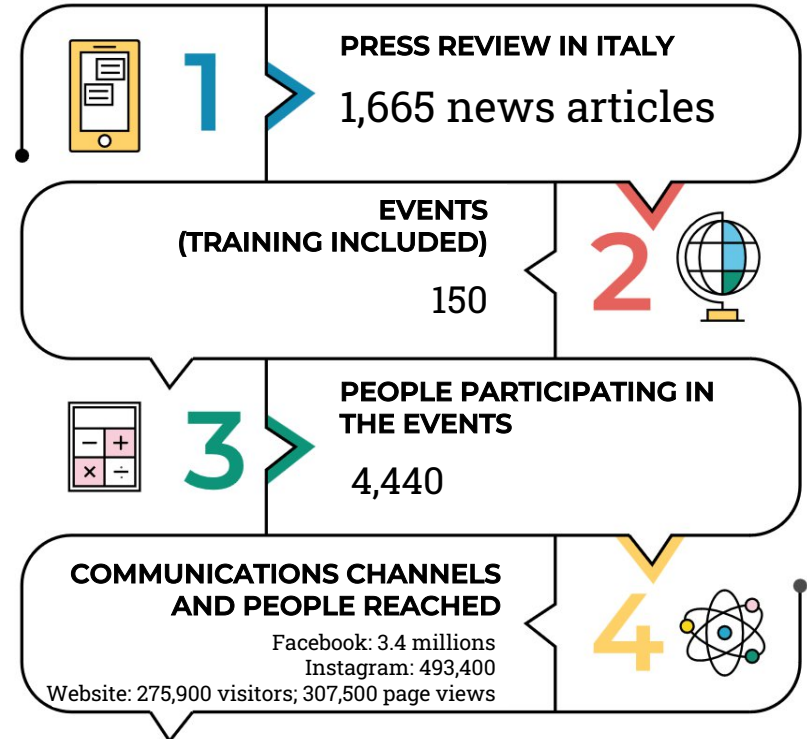 1
PRESS REVIEW IN ITALY
1,665 news articles
EVENTS
(TRAINING INCLUDED)
150
2
3
PEOPLE PARTICIPATING IN
THE EVENTS
4,440
COMMUNICATIONS CHANNELS
AND PEOPLE REACHED
Facebook: 3.4 millions
Instagram: 493,400
Website: 275,900 visitors; 307,500 page views
4